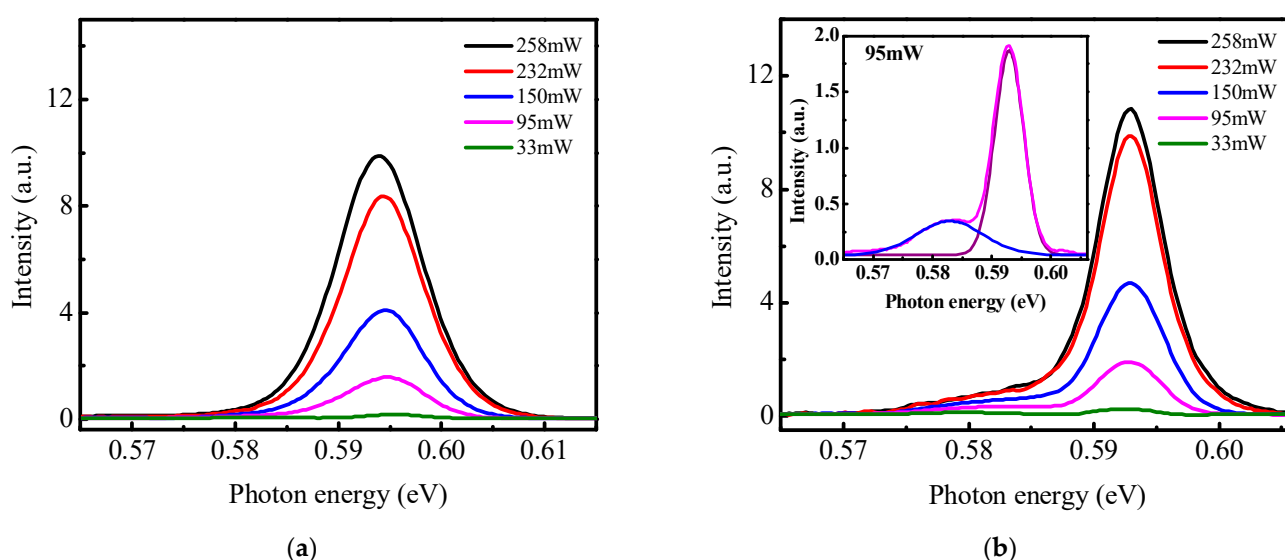 258mW
232mW
150mW
95mW
33mW
12
8
4
0
Intensity (a.u.)
0.57 0.58 0.59 0.60 0.61
Photon energy (eV)
(a)
258mW
232mW
150mW
95mW
33mW
12
8
4
0
Intensity (a.u.)
0.57 0.58 0.59 0.60
Photon energy (eV)
95mW
2.0
1.5
1.0
0.5
0.0
Intensity (a.u.)
0.57 0.58 0.59 0.60
Photon energy (eV)
(b)